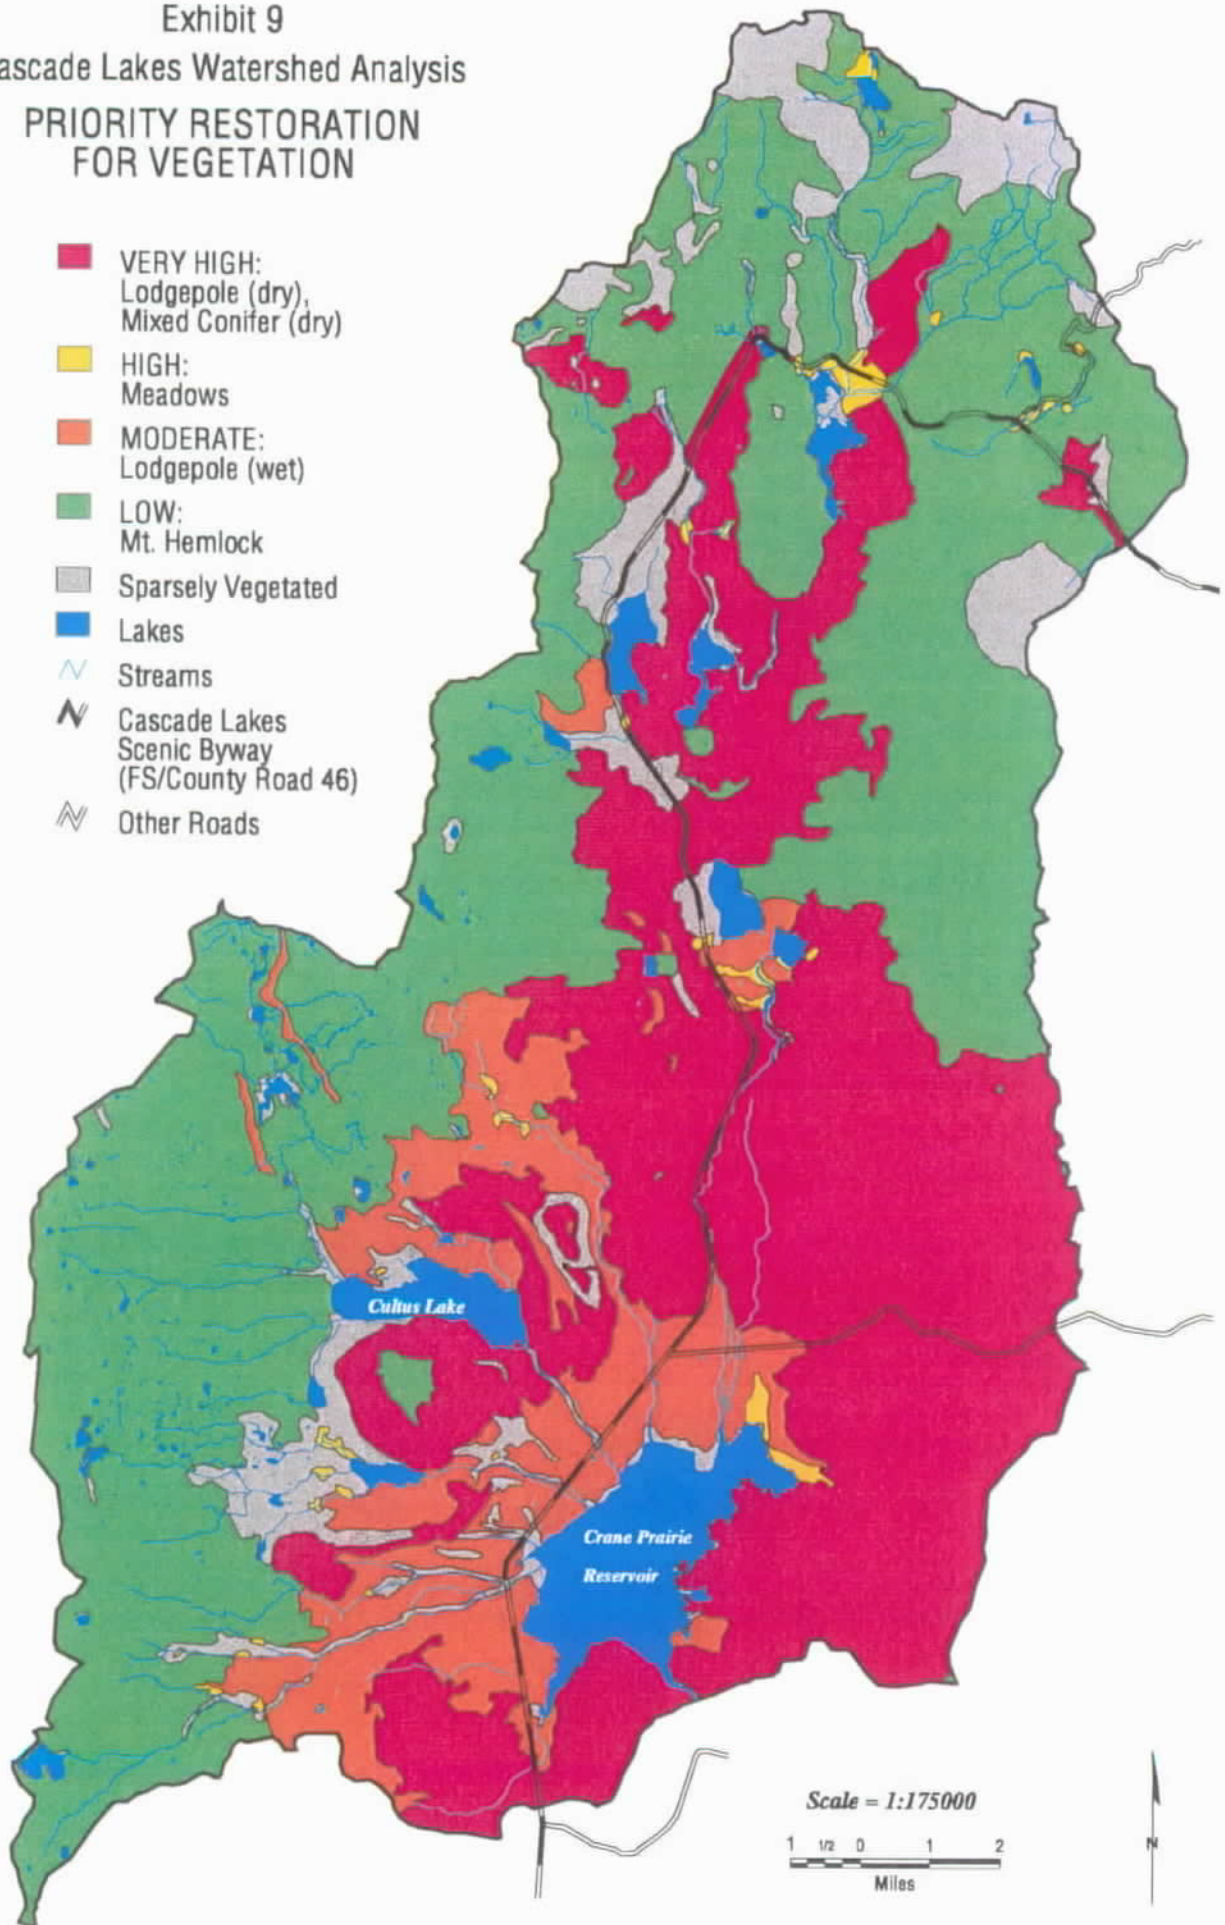 Exhibit 9
ascade Lakes Watershed Analysis
PRIORITY RESTORATION
FOR VEGETATION
VERY HIGH:
Lodgepole (dry),
Mixed Conifer (dry)
HIGH:
Meadows
MODERATE:
Lodgepole (wet)
LOW:
Mt. Hemlock
Sparsely Vegetated
Lakes
Streams
Cascade Lakes
Scenic Byway
(FS/County Road 46)
Other Roads
Cultus Lake
Crane Prairie
Reservoir
Scale = 1:175000
1 1/2 0 1 2
Miles
N